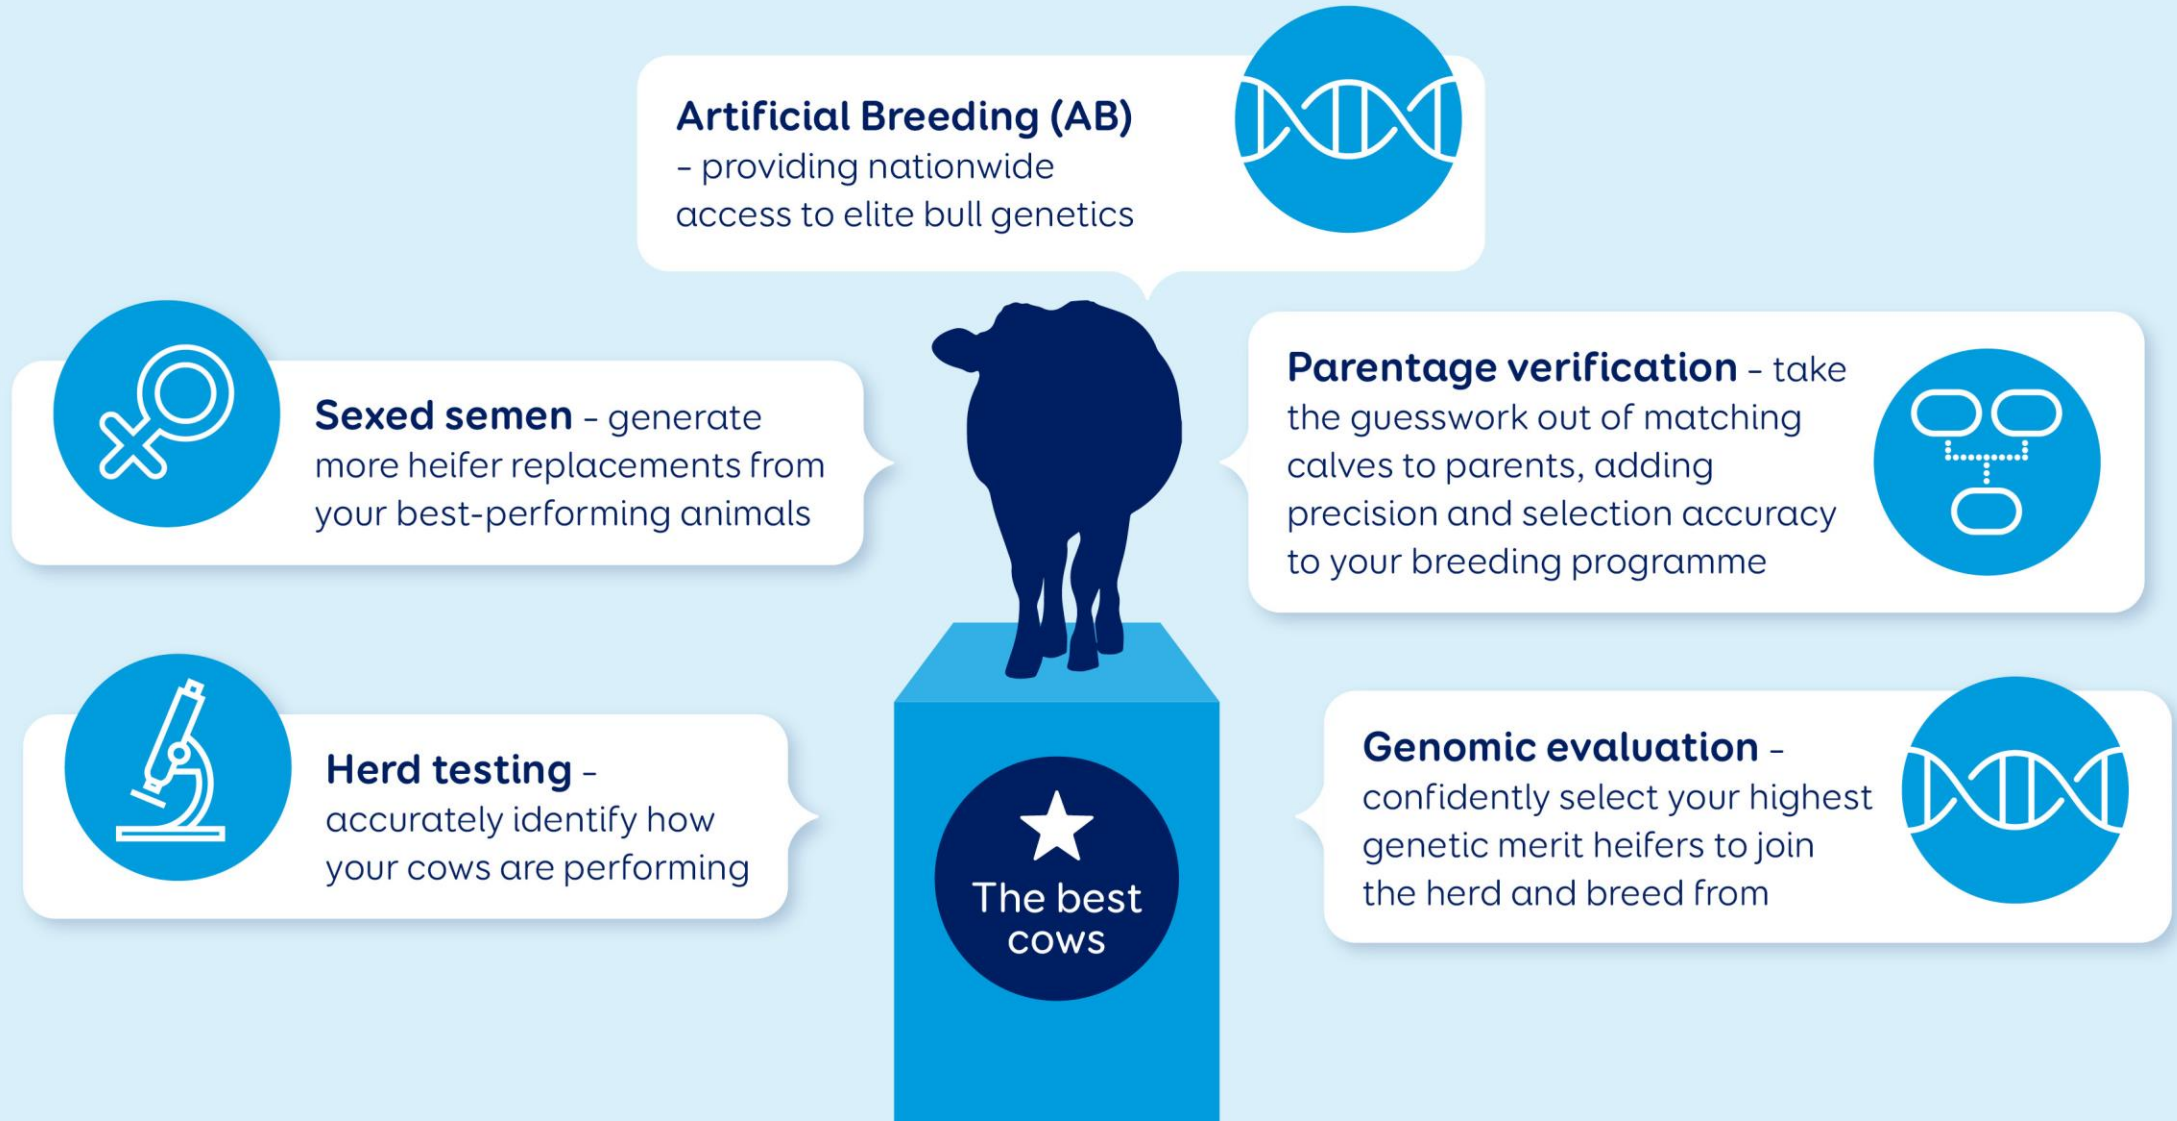 Artificial Breeding (AB)
– providing nationwide
access to elite bull genetics
Sexed semen – generate
more heifer replacements from
your best-performing animals
Parentage verification – take
the guesswork out of matching
calves to parents, adding
precision and selection accuracy
to your breeding programme
Herd testing –
accurately identify how
your cows are performing
Genomic evaluation –
confidently select your highest
genetic merit heifers to join
the herd and breed from
The best
cows